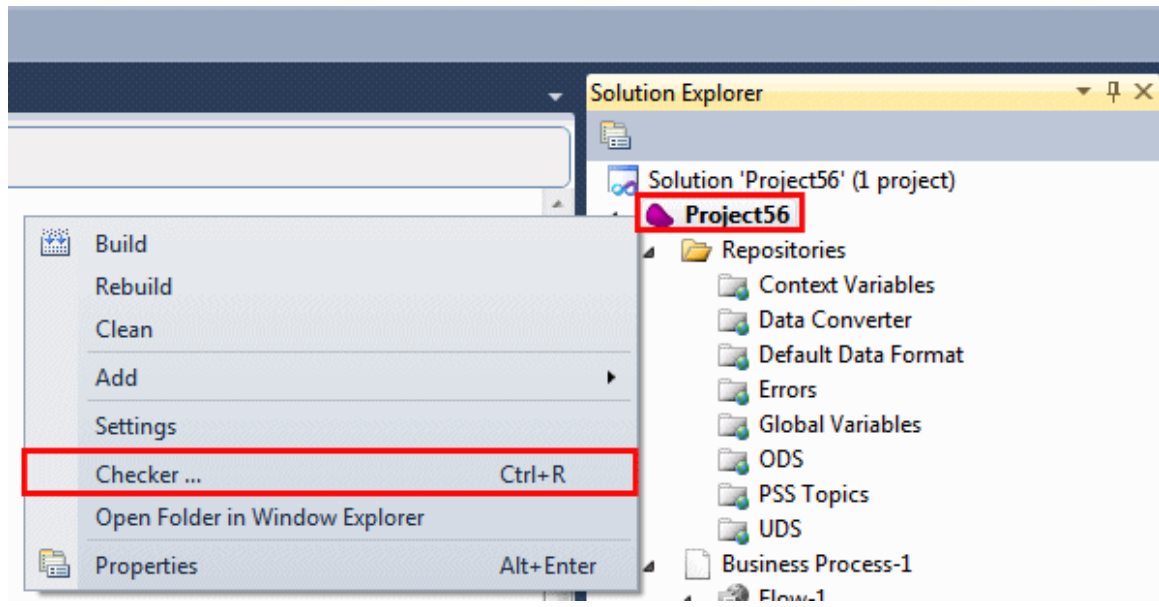 Solution Explorer
Solution 'Project56' (1 project)
Project56
Repositories
Context Variables
Data Converter
Default Data Format
Errors
Global Variables
ODS
PSS Topics
UDS
Business Process-1
Flow-1
Build
Rebuild
Clean
Add
Settings
Checker ... Ctrl+R
Open Folder in Window Explorer
Properties Alt+Enter